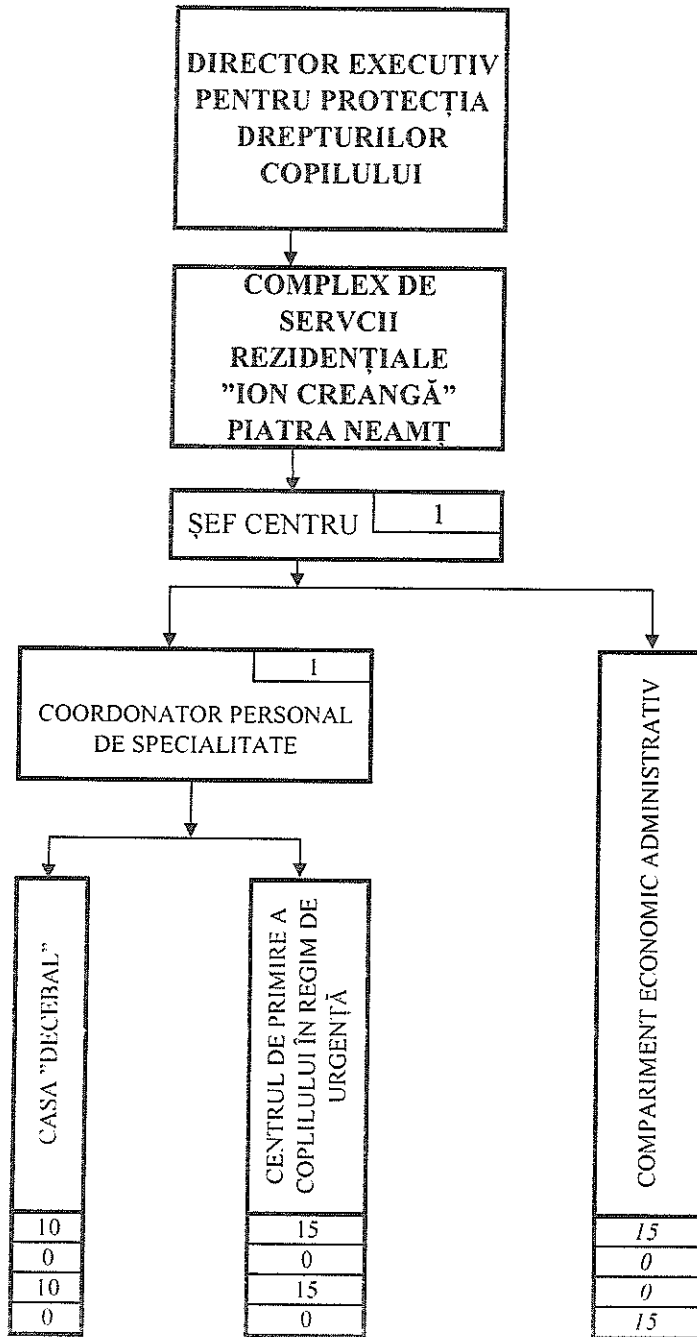 DIRECTOR EXECUTIV
PENTRU PROTECȚIA
DREPTURILOR
COPILULUI
COMPLEX DE
SERVCII
REZIDENȚIALE
”ION CREANGĂ”
PIATRA NEAMȚ
ȘEF CENTRU
1
1
COORDONATOR PERSONAL
DE SPECIALITATE
CASA ”DECEBAL”
10
0
10
0
CENTRUL DE PRIMIRE A
COPLILULUI ÎN REGIM DE
URGENȚĂ
15
0
15
0
COMPARIMENT ECONOMIC ADMINISTRATIV
15
0
0
15